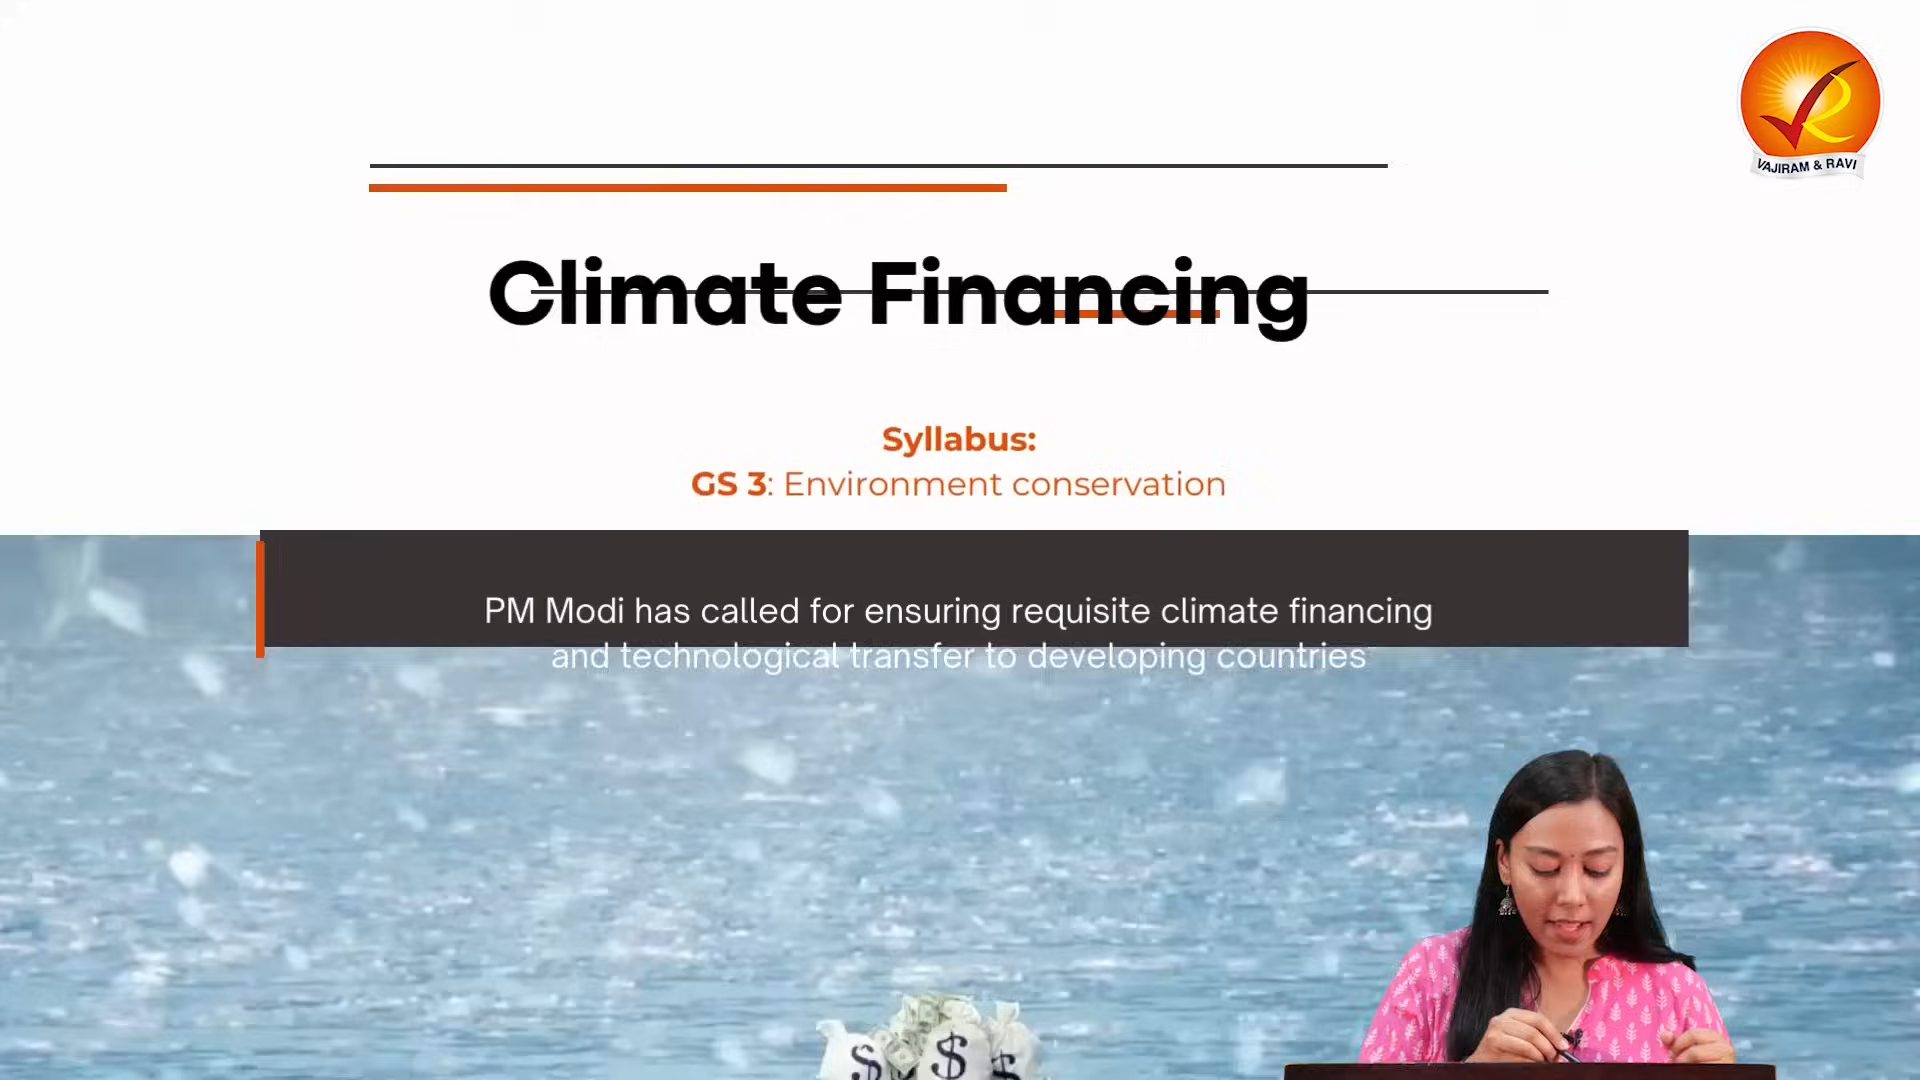 VAJIRAM & RAVI
Climate Financing
Syllabus:
GS 3: Environment conservation
PM Modi has called for ensuring requisite climate financing
and technological transfer to developing countries
$ $ $